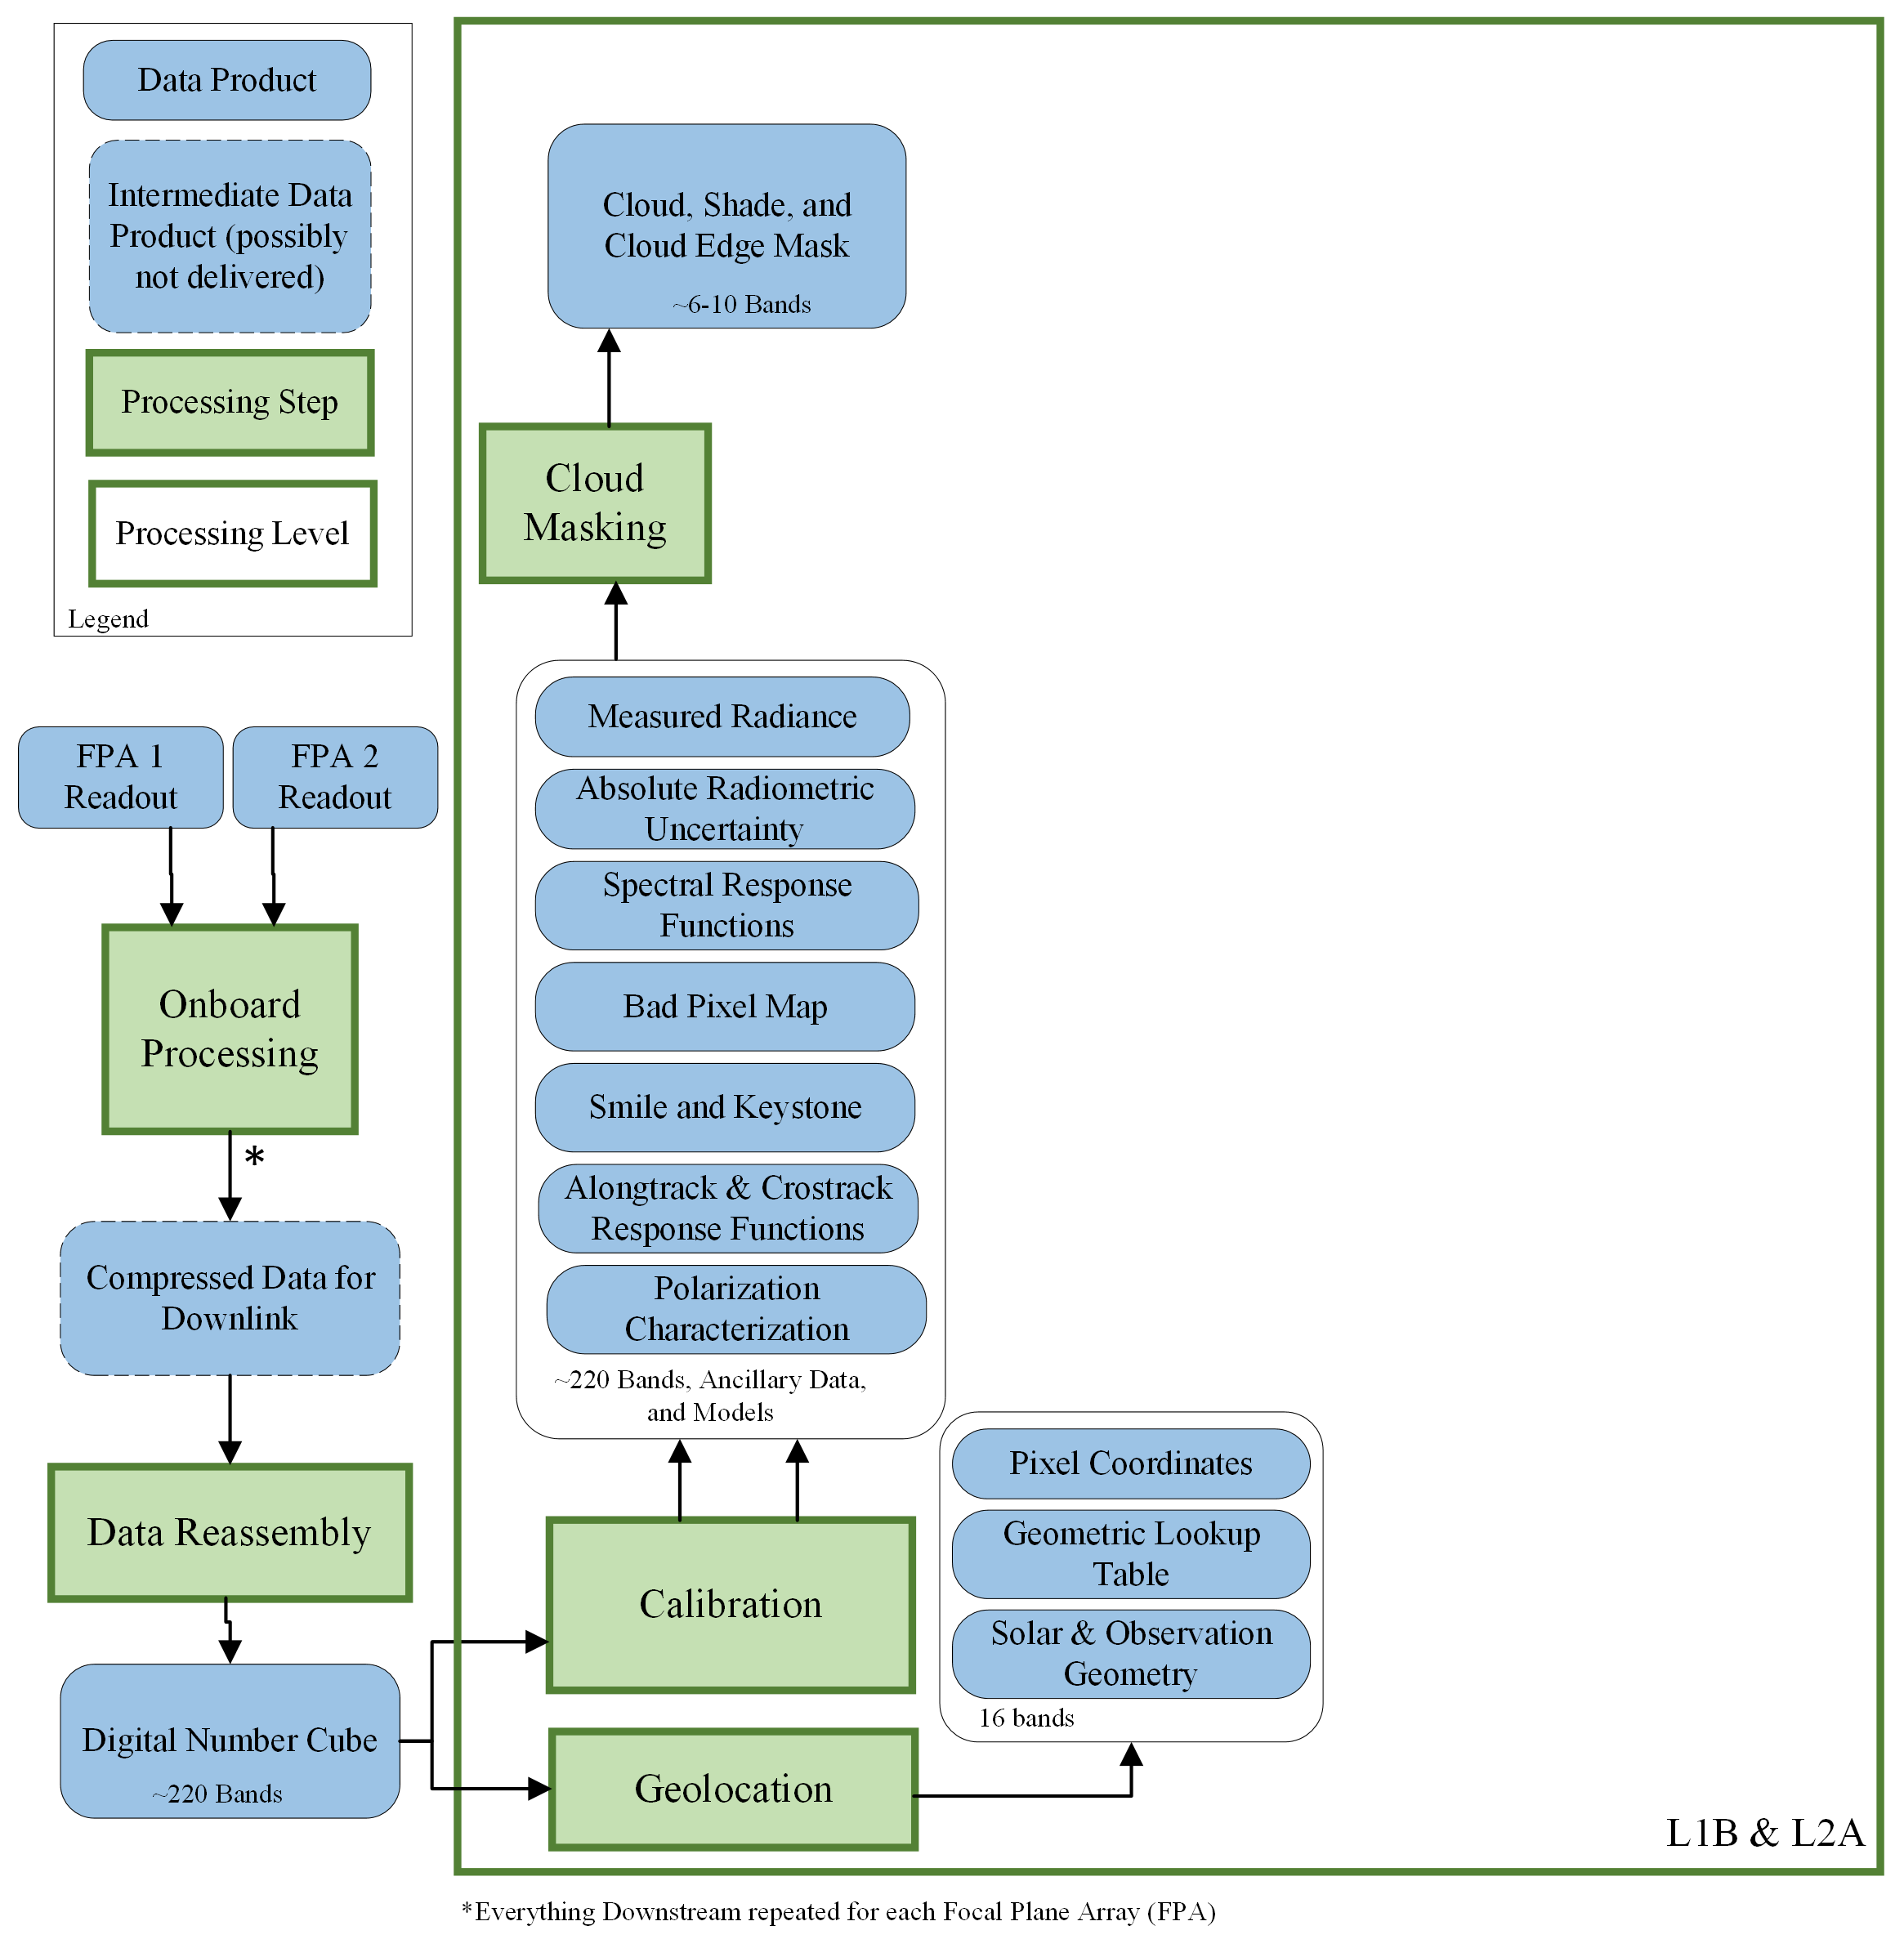 Data Product
Intermediate Data
Product (possibly
not delivered)
Processing Step
Processing Level
Legend
FPA 1
Readout
FPA 2
Readout
Onboard
Processing
*
Compressed Data for
Downlink
Data Reassembly
Digital Number Cube
~220 Bands
Cloud, Shade, and
Cloud Edge Mask
~6-10 Bands
Cloud
Masking
Measured Radiance
Absolute Radiometric
Uncertainty
Spectral Response
Functions
Bad Pixel Map
Smile and Keystone
Alongtrack & Crostrack
Response Functions
Polarization
Characterization
~220 Bands, Ancillary Data,
and Models
Calibration
Geolocation
Pixel Coordinates
Geometric Lookup
Table
Solar & Observation
Geometry
16 bands
L1B & L2A
*Everything Downstream repeated for each Focal Plane Array (FPA)